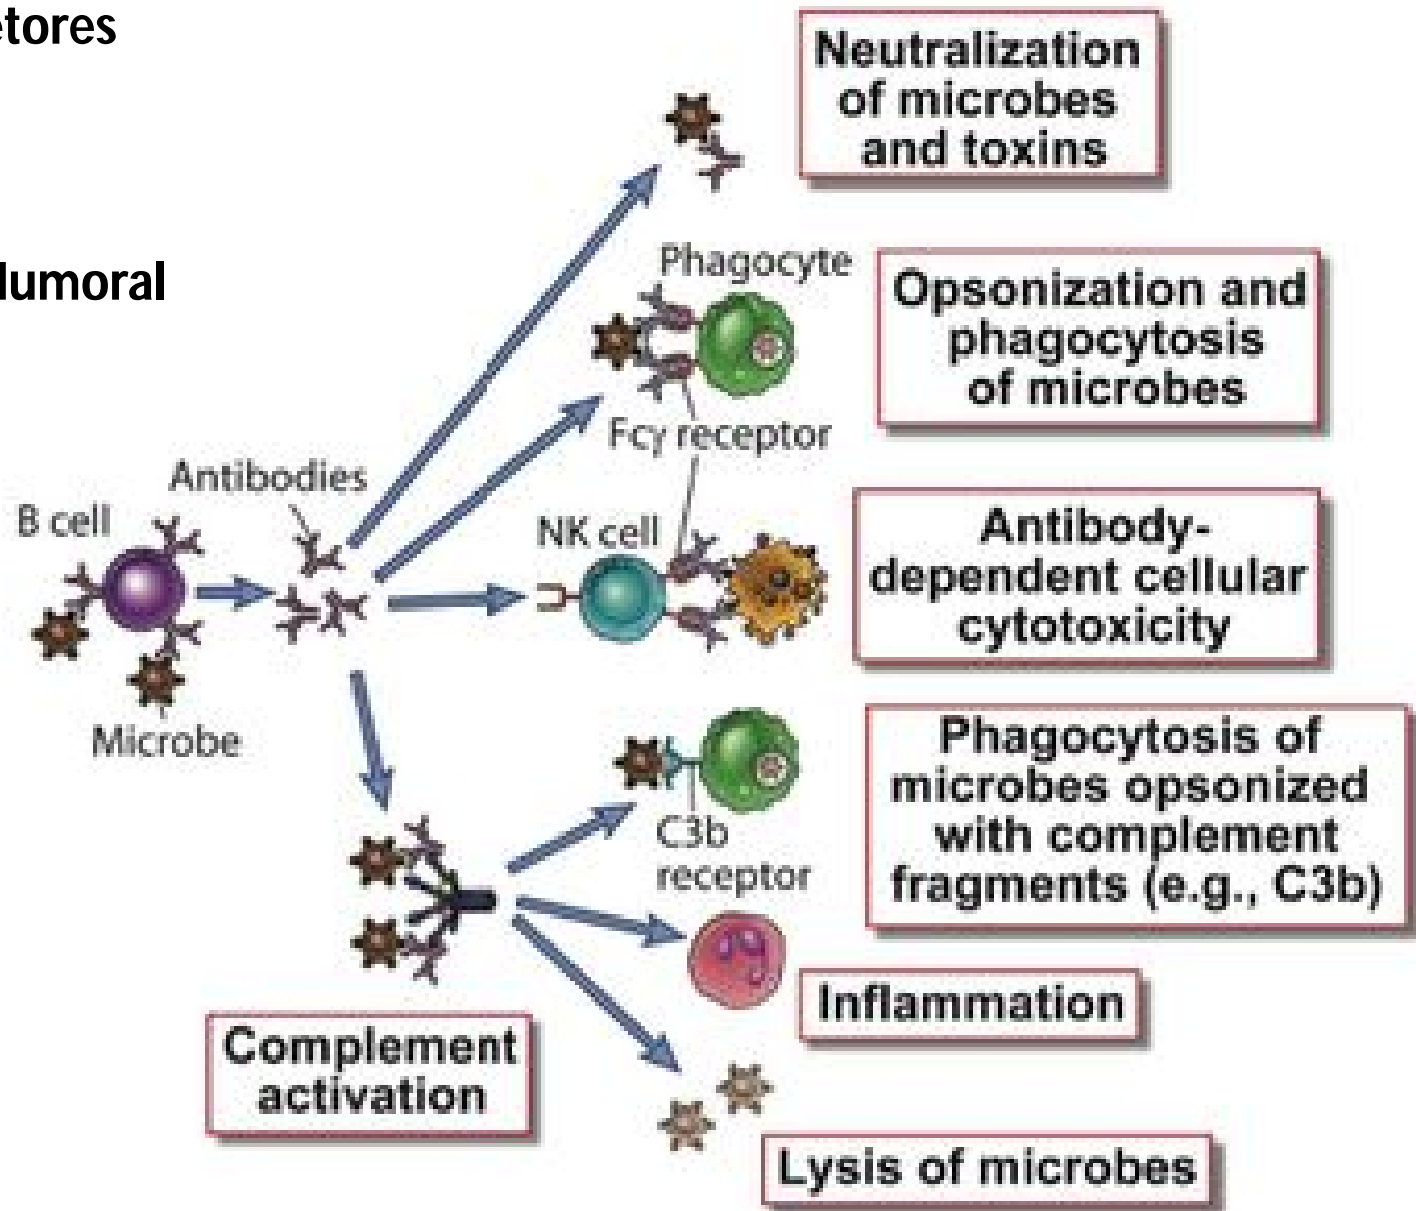 etores
Neutralization
of microbes
and toxins
Humoral
Phagocyte
Opsonization and
phagocytosis
of microbes
Fcγ receptor
Antibodies
B cell
NK cell
Antibody-
dependent cellular
cytotoxicity
Microbe
Phagocytosis of
microbes opsonized
with complement
fragments (e.g., C3b)
C3b
receptor
Inflammation
Complement
activation
Lysis of microbes